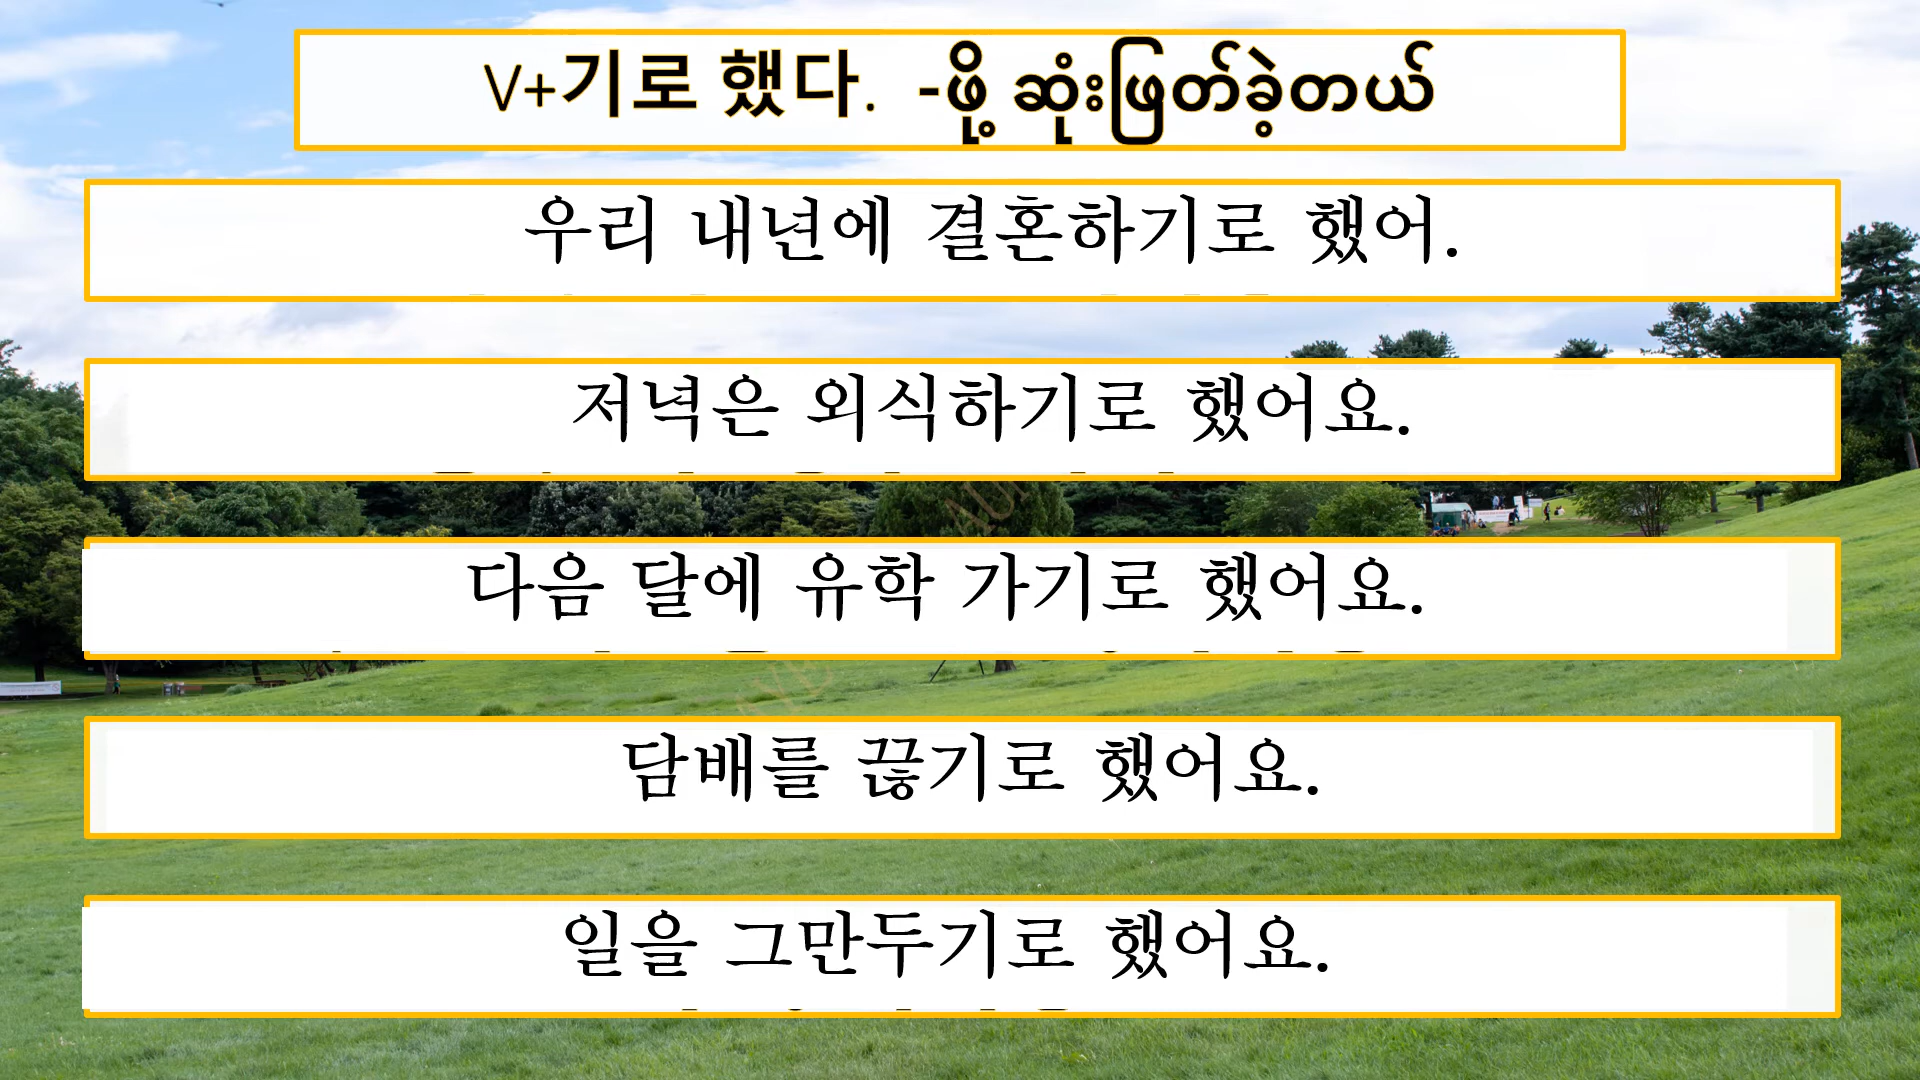 V+기로 했다. -ဖို့ ဆုံးဖြတ်ခဲ့တယ်
우리 내년에 결혼하기로 했어.
저녁은 외식하기로 했어요.
다음 달에 유학 가기로 했어요.
담배를 끊기로 했어요.
일을 그만두기로 했어요.